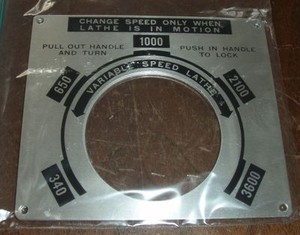 CHANGE SPEED ONLY WHEN
LATHE IS IN MOTION
PULL OUT HANDLE
AND TURN
1000
PUSH IN HANDLE
TO LOCK
650
2100
VARIABLE SPEED LATHE
340
3600